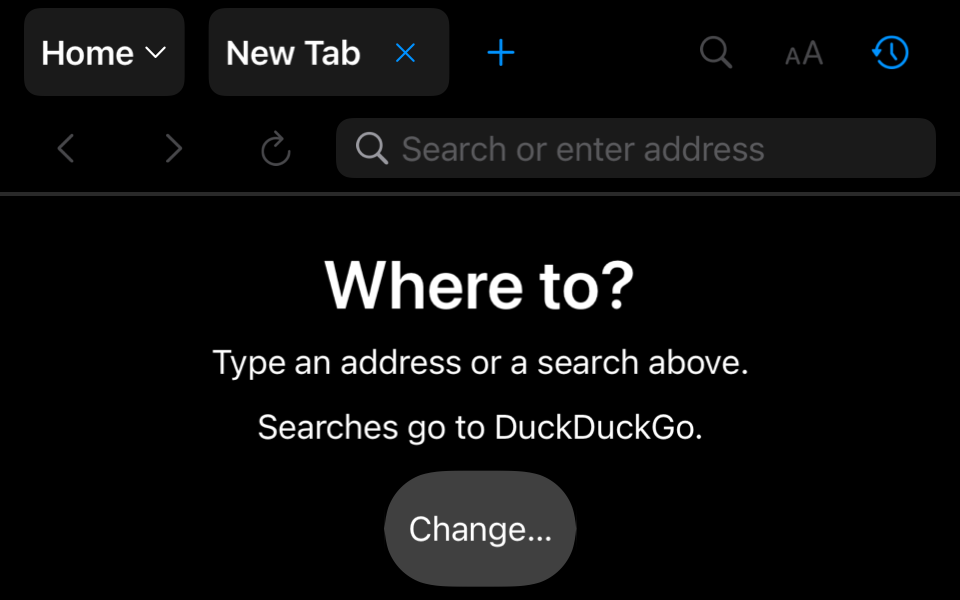 Home
New Tab
AA
Search or enter address
Where to?
Type an address or a search above.
Searches go to DuckDuckGo.
Change...